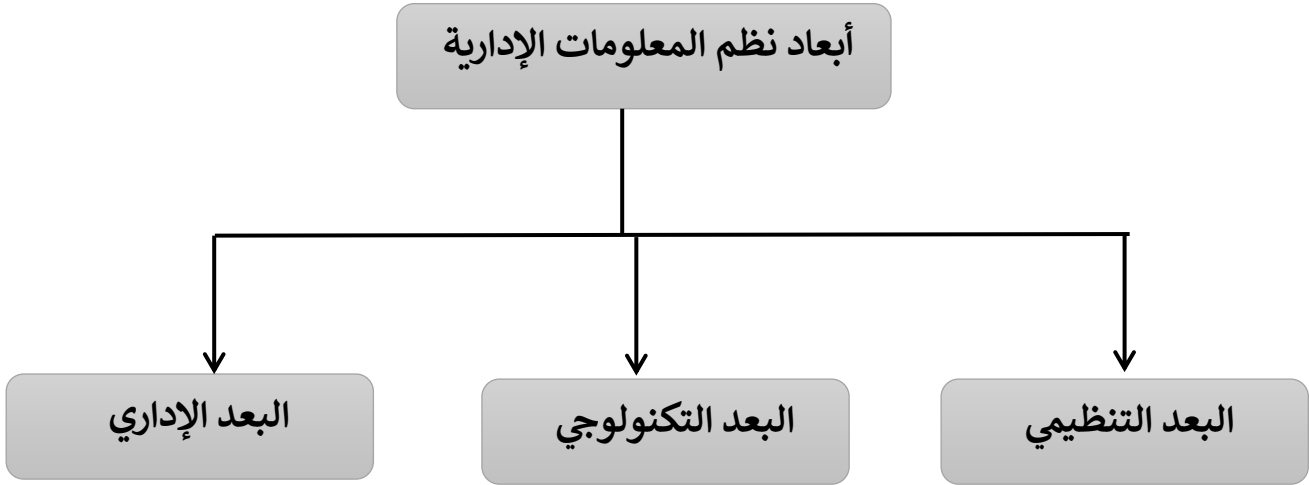 أبعاد نظم المعلومات الإدارية
البعد التنظيمي
البعد التكنولوجي
البعد الإداري